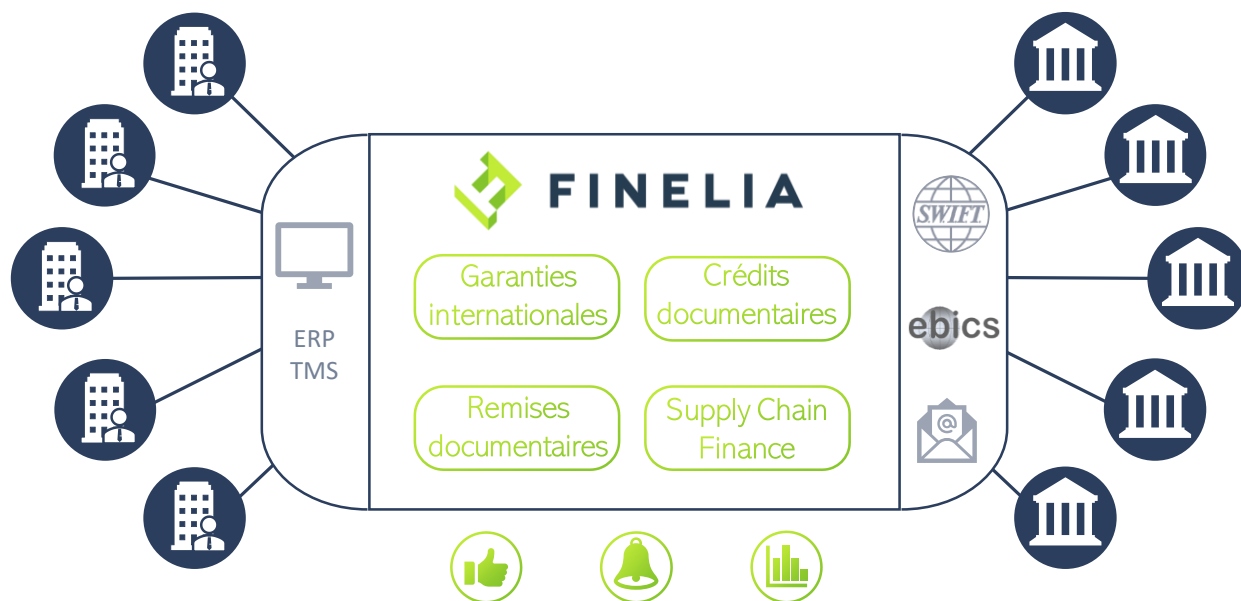 FINELIA
Garanties
internationales
Crédits
documentaires
Remises
documentaires
Supply Chain
Finance
ERP
TMS
SWIFT
ebics
@